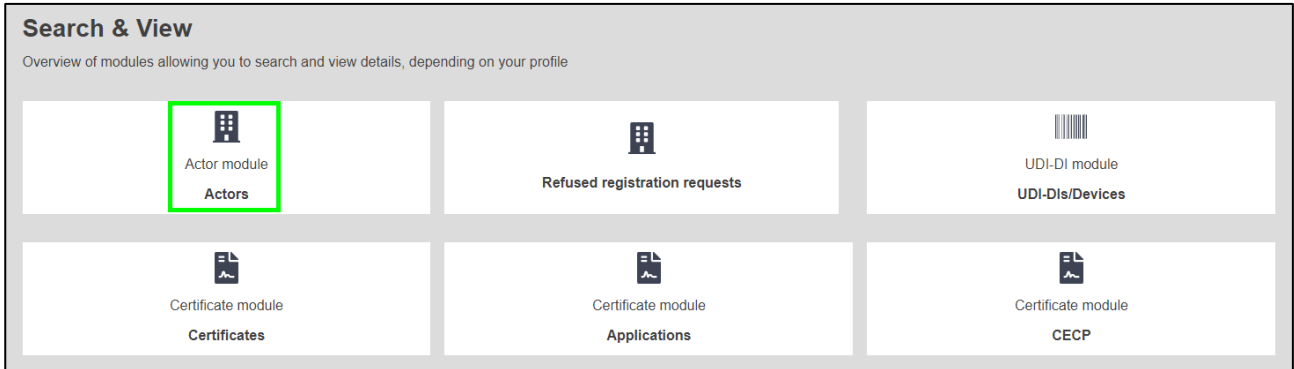 Search & View
Overview of modules allowing you to search and view details, depending on your profile
Actor module
Actors
Refused registration requests
UDI-DI module
UDI-DIs/Devices
Certificate module
Certificates
Certificate module
Applications
Certificate module
CECP